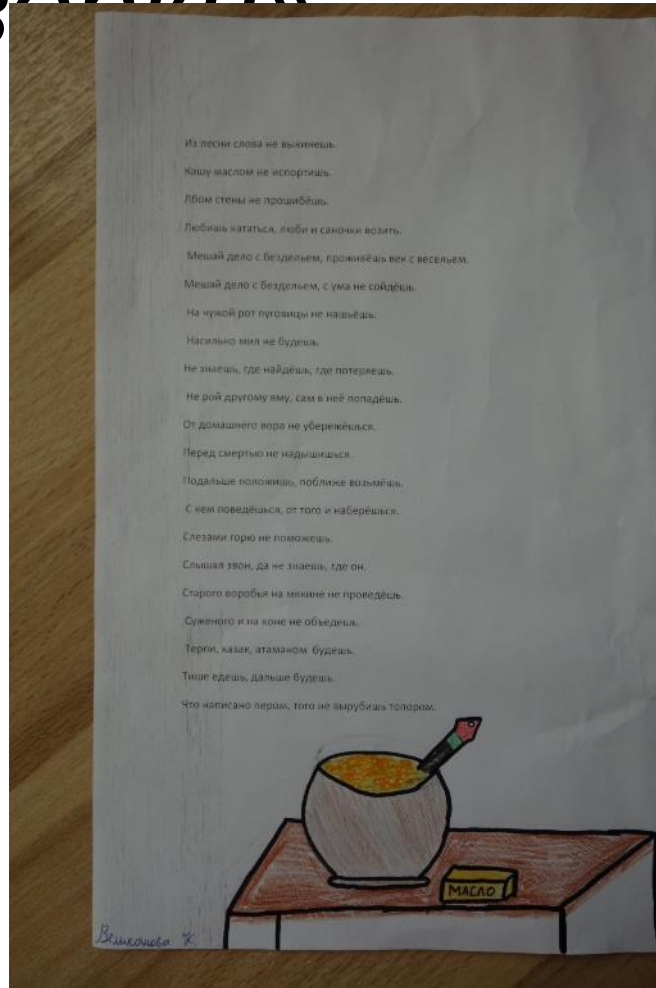 Из песни слова не выкинешь.
Кашу маслом не испортишь.
Лбом стены не прошибёшь.
Любишь кататься, люби и саночки возить.
Мешай дело с бездельем, проживёшь век с весельем.
Мешай дело с бездельем, с ума не сойдёшь.
На чужой рот пуговицы не нашьёшь.
Насильно мил не будешь.
Не знаешь, где найдёшь, где потеряешь.
Не рой другому яму, сам в неё попадёшь.
От домашнего вора не убережёшься.
Перед смертью не надышишься.
Подальше положишь, поближе возьмёшь.
С кем поведёшься, от того и наберёшься.
Слезами горю не поможешь.
Слышал звон, да не знаешь, где он.
Старого воробья на мякине не проведёшь.
Суженого и на коне не объедешь.
Терпи, казак, атаманом будешь.
Тише едешь, дальше будешь.
Что написано пером, того не вырубишь топором.
МАСЛО